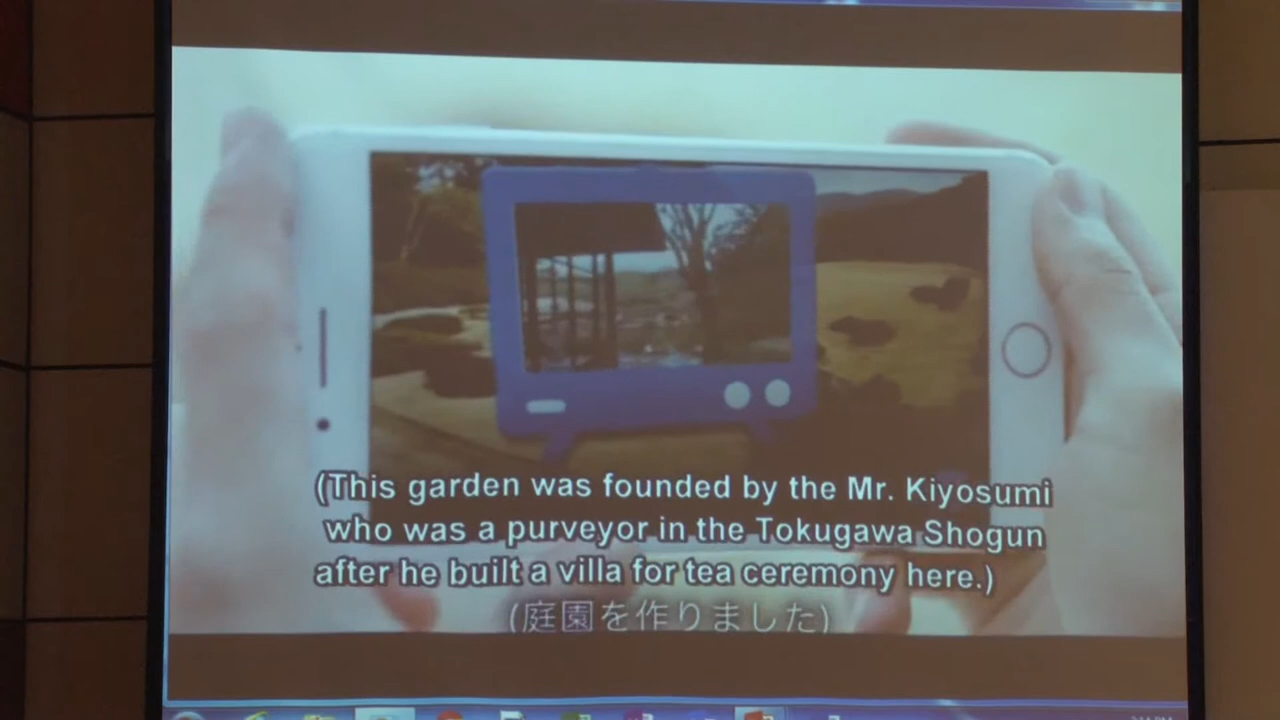 (This garden was founded by the Mr. Kiyosumi
who was a purveyor in the Tokugawa Shogun
after he built a villa for tea ceremony here.)
(庭園を作りました)